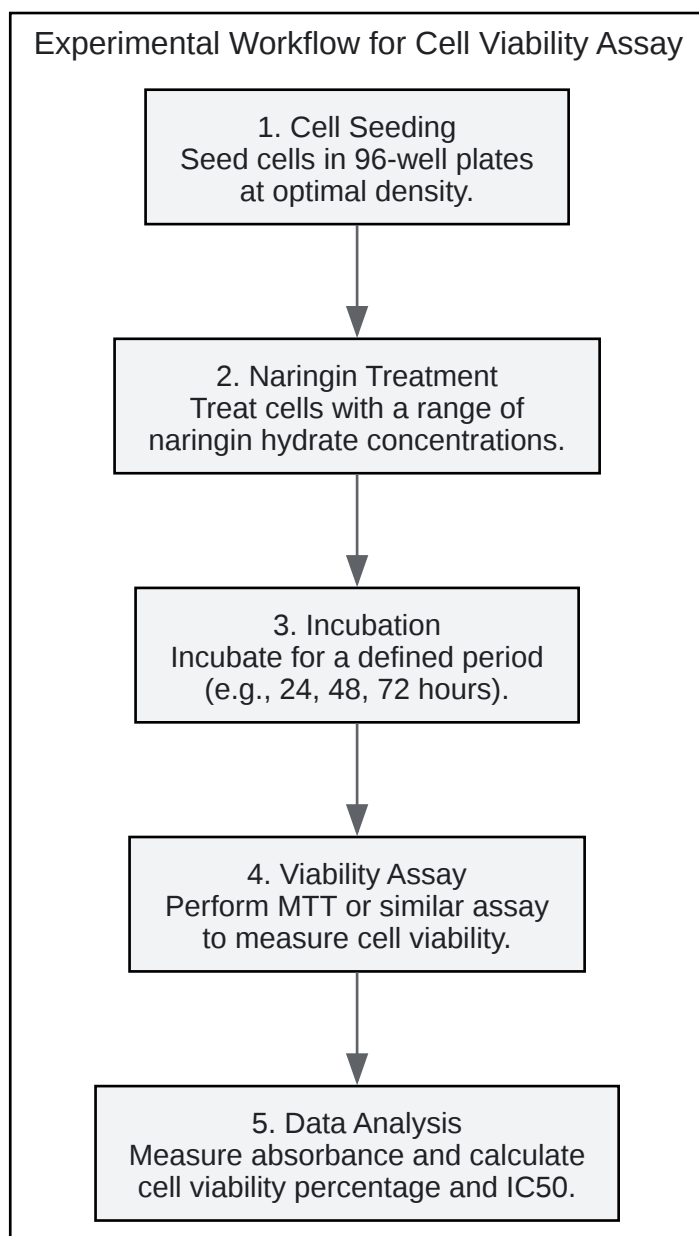 Experimental Workflow for Cell Viability Assay
1. Cell Seeding
Seed cells in 96-well plates
at optimal density.
2. Naringin Treatment
Treat cells with a range of
naringin hydrate concentrations.
3. Incubation
Incubate for a defined period
(e.g., 24, 48, 72 hours).
4. Viability Assay
Perform MTT or similar assay
to measure cell viability.
5. Data Analysis
Measure absorbance and calculate
cell viability percentage and IC50.